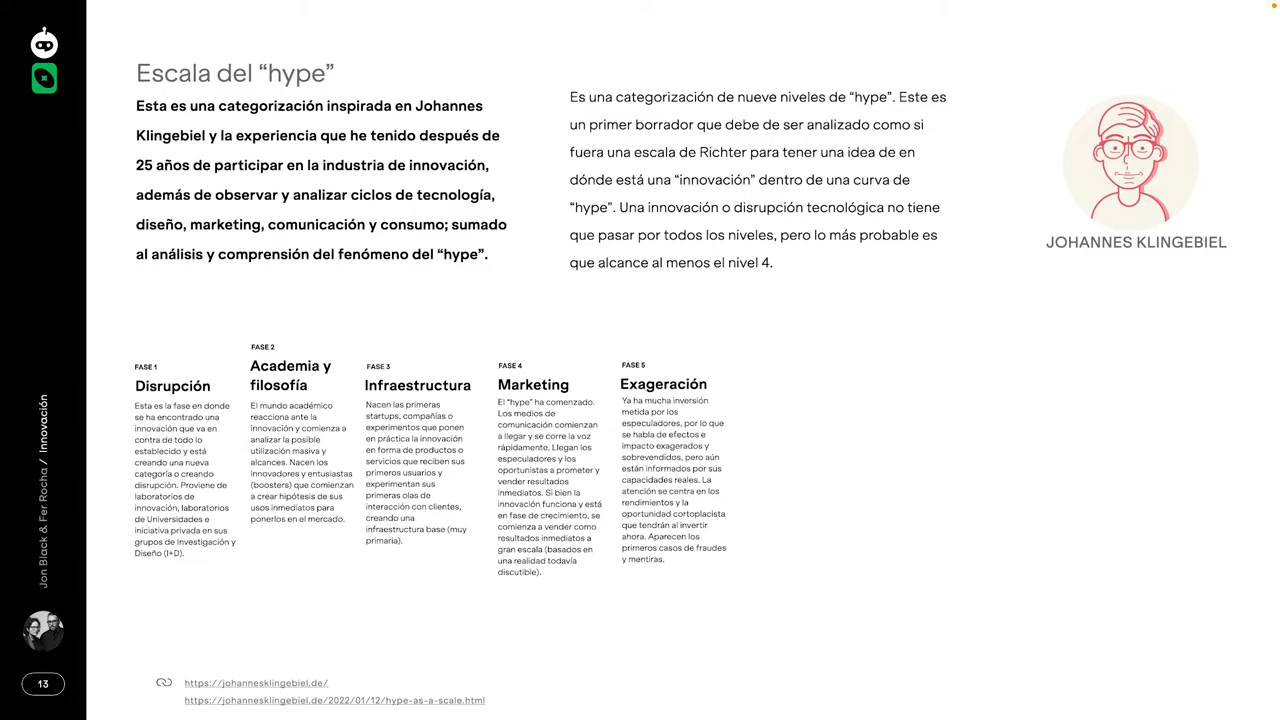 Escala del “hype”
Esta es una categorización inspirada en Johannes
Klingebiel y la experiencia que he tenido después de
25 años de participar en la industria de innovación,
además de observar y analizar ciclos de tecnología,
diseño, marketing, comunicación y consumo; sumado
al análisis y comprensión del fenómeno del “hype”.
Es una categorización de nueve niveles de “hype”. Este es
un primer borrador que debe de ser analizado como si
fuera una escala de Richter para tener una idea de en
dónde está una “innovación” dentro de una curva de
“hype”. Una innovación o disrupción tecnológica no tiene
que pasar por todos los niveles, pero lo más probable es
que alcance al menos el nivel 4.
JOHANNES KLINGEBIEL
FASE 1
Disrupción
Esta es la fase en donde
se ha encontrado una
innovación que va en
contra de todo lo
establecido y está
creando una nueva
categoría o creando
disrupción. Proviene de
laboratorios de
innovación, laboratorios
de Universidades e
iniciativa privada en sus
grupos de Investigación y
Diseño (I+D).
FASE 2
Academia y
filosofía
El mundo académico
reacciona ante la
innovación y comienza a
analizar la posible
utilización masiva y
alcances. Nacen los
innovadores y entusiastas
(boosters) que comienzan
a crear hipótesis de sus
usos inmediatos para
ponerlos en el mercado.
FASE 3
Infraestructura
Nacen las primeras
startups, compañías o
experimentos que ponen
en práctica la innovación
en forma de productos o
servicios que reciben sus
primeros usuarios y
experimentan sus
primeras olas de
interacción con clientes,
creando una
infraestructura base (muy
primaria).
FASE 4
Marketing
El “hype” ha comenzado.
Los medios de
comunicación comienzan
a llegar y se corre la voz
rápidamente. Llegan los
especuladores y los
oportunistas a prometer y
vender resultados
inmediatos. Si bien la
innovación funciona y está
en fase de crecimiento, se
comienza a vender como
resultados inmediatos a
gran escala (basados en
una realidad todavía
discutible).
FASE 5
Exageración
Ya ha mucha inversión
metida por los
especuladores, por lo que
se habla de efectos e
impacto exagerados y
sobrevendidos, pero aún
están informados por sus
capacidades reales. La
atención se centra en los
rendimientos y la
oportunidad cortoplacista
que tendrán al invertir
ahora. Aparecen los
primeros casos de fraudes
y mentiras.
Jon Black & Fer Rocha / Innovación
13
https://johannesklingebiel.de/
https://johannesklingebiel.de/2022/01/12/hype-as-a-scale.html